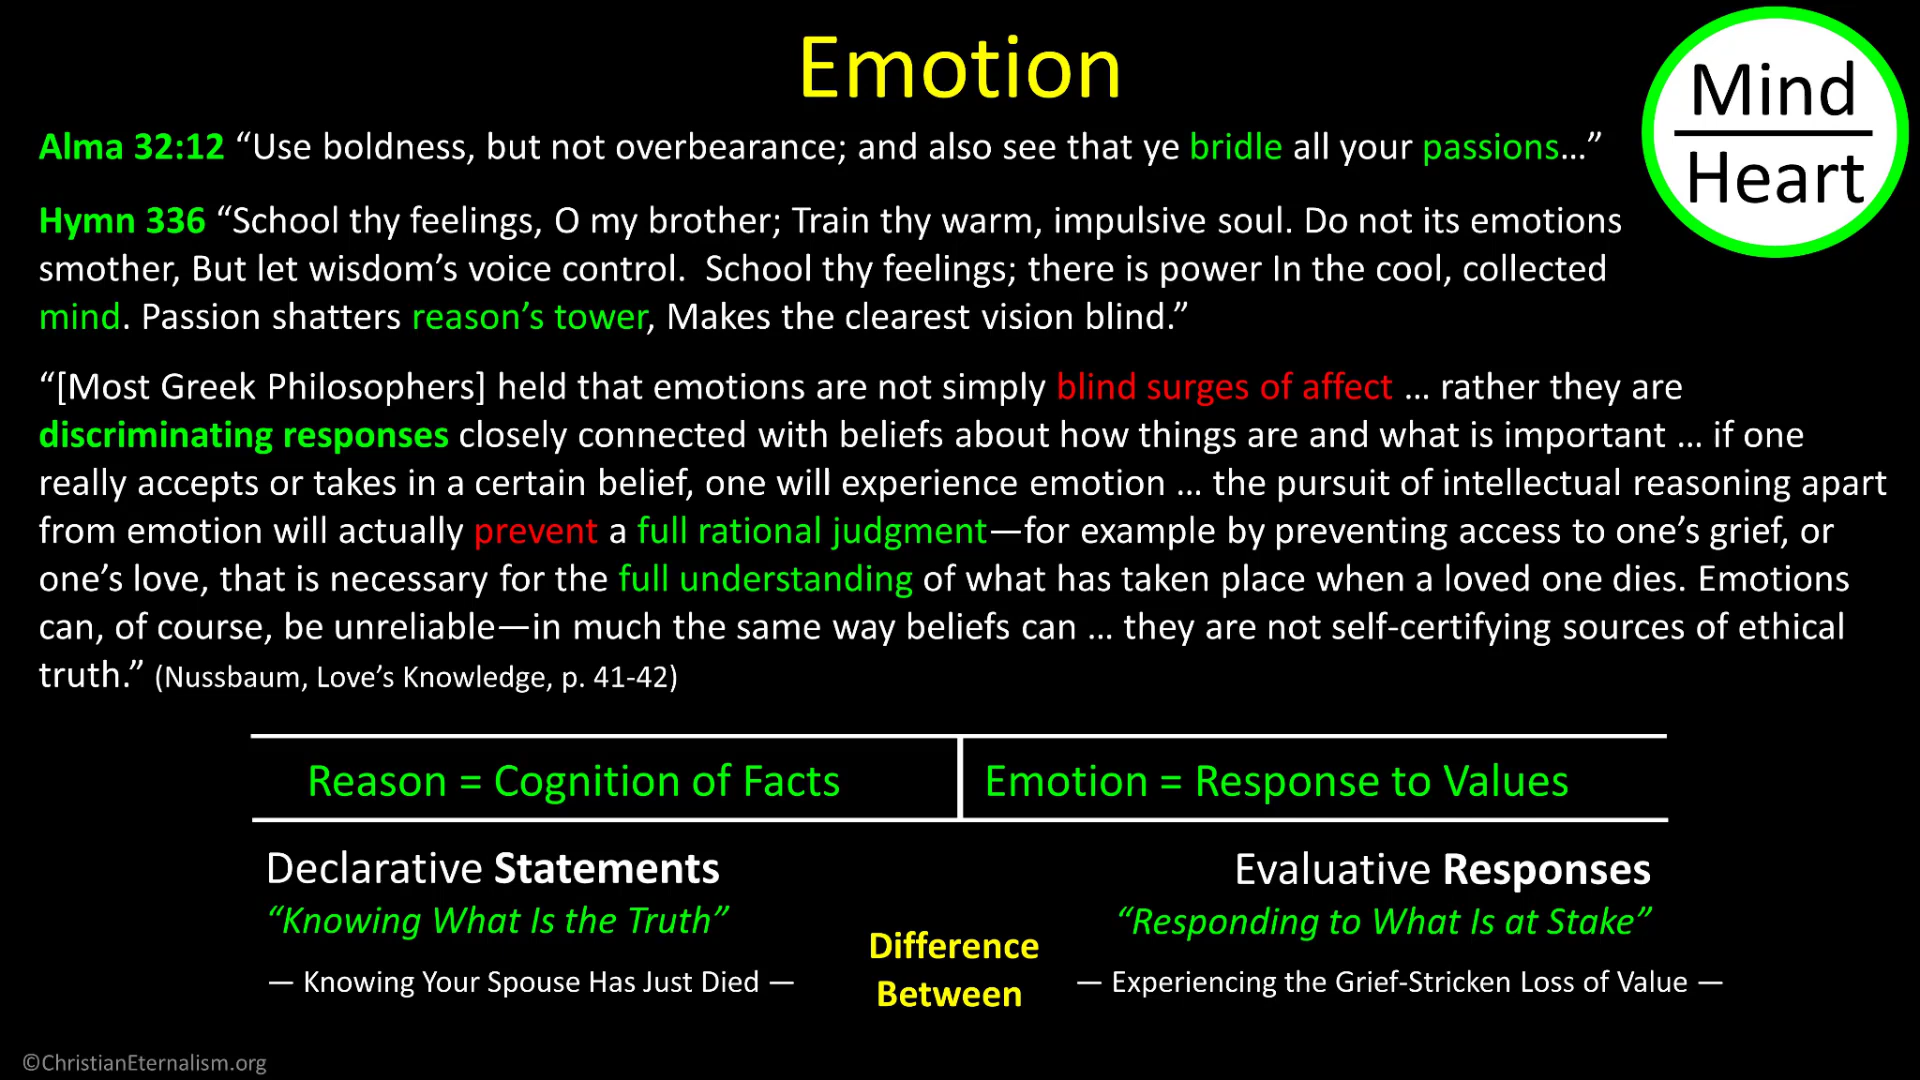 Emotion
Mind
Heart
Alma 32:12 “Use boldness, but not overbearance; and also see that ye bridle all your passions…”
Hymn 336 “School thy feelings, O my brother; Train thy warm, impulsive soul. Do not its emotions
smother, But let wisdom’s voice control.  School thy feelings; there is power In the cool, collected
mind. Passion shatters reason’s tower, Makes the clearest vision blind.”
“[Most Greek Philosophers] held that emotions are not simply blind surges of affect … rather they are
discriminating responses closely connected with beliefs about how things are and what is important … if one
really accepts or takes in a certain belief, one will experience emotion … the pursuit of intellectual reasoning apart
from emotion will actually prevent a full rational judgment—for example by preventing access to one’s grief, or
one’s love, that is necessary for the full understanding of what has taken place when a loved one dies. Emotions
can, of course, be unreliable—in much the same way beliefs can … they are not self-certifying sources of ethical
truth.” (Nussbaum, Love’s Knowledge, p. 41-42)
Reason = Cognition of Facts
Emotion = Response to Values
Declarative Statements
“Knowing What Is the Truth”
— Knowing Your Spouse Has Just Died —
Difference
Between
Evaluative Responses
“Responding to What Is at Stake”
— Experiencing the Grief-Stricken Loss of Value —
©ChristianEternalism.org